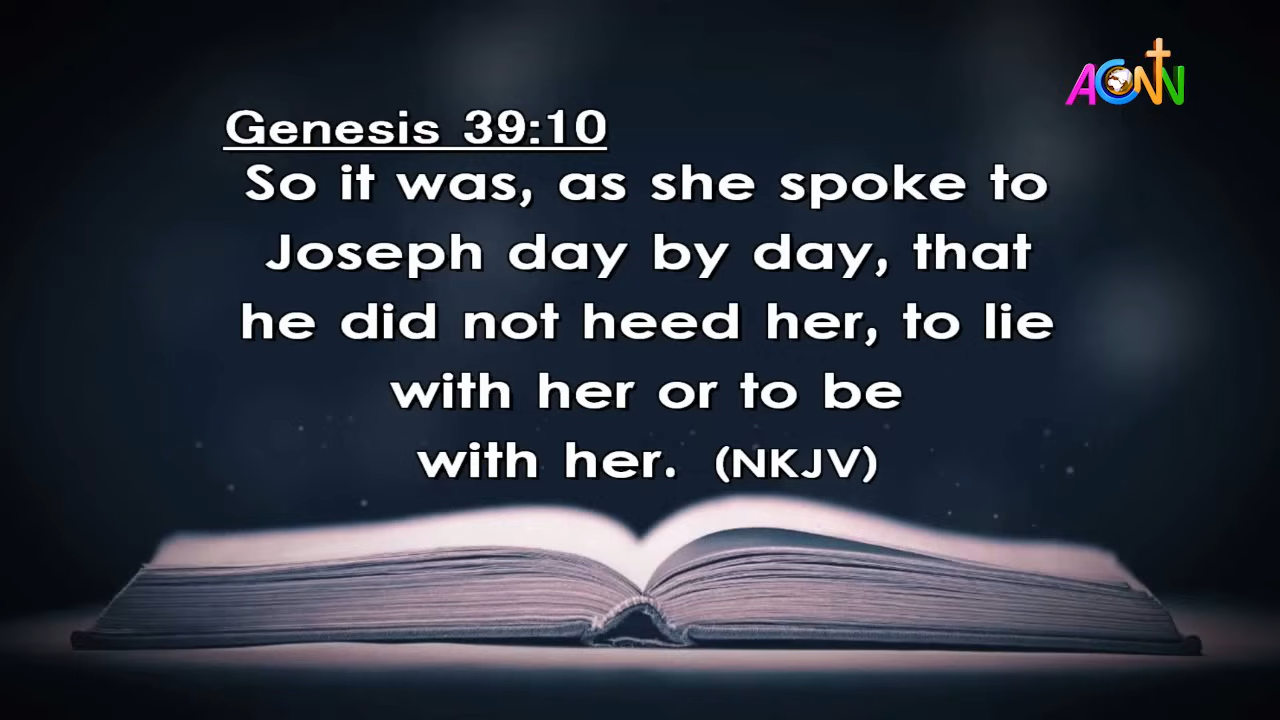 ACNN
Genesis 39:10
So it was, as she spoke to
Joseph day by day, that
he did not heed her, to lie
with her or to be
with her. (NKJV)